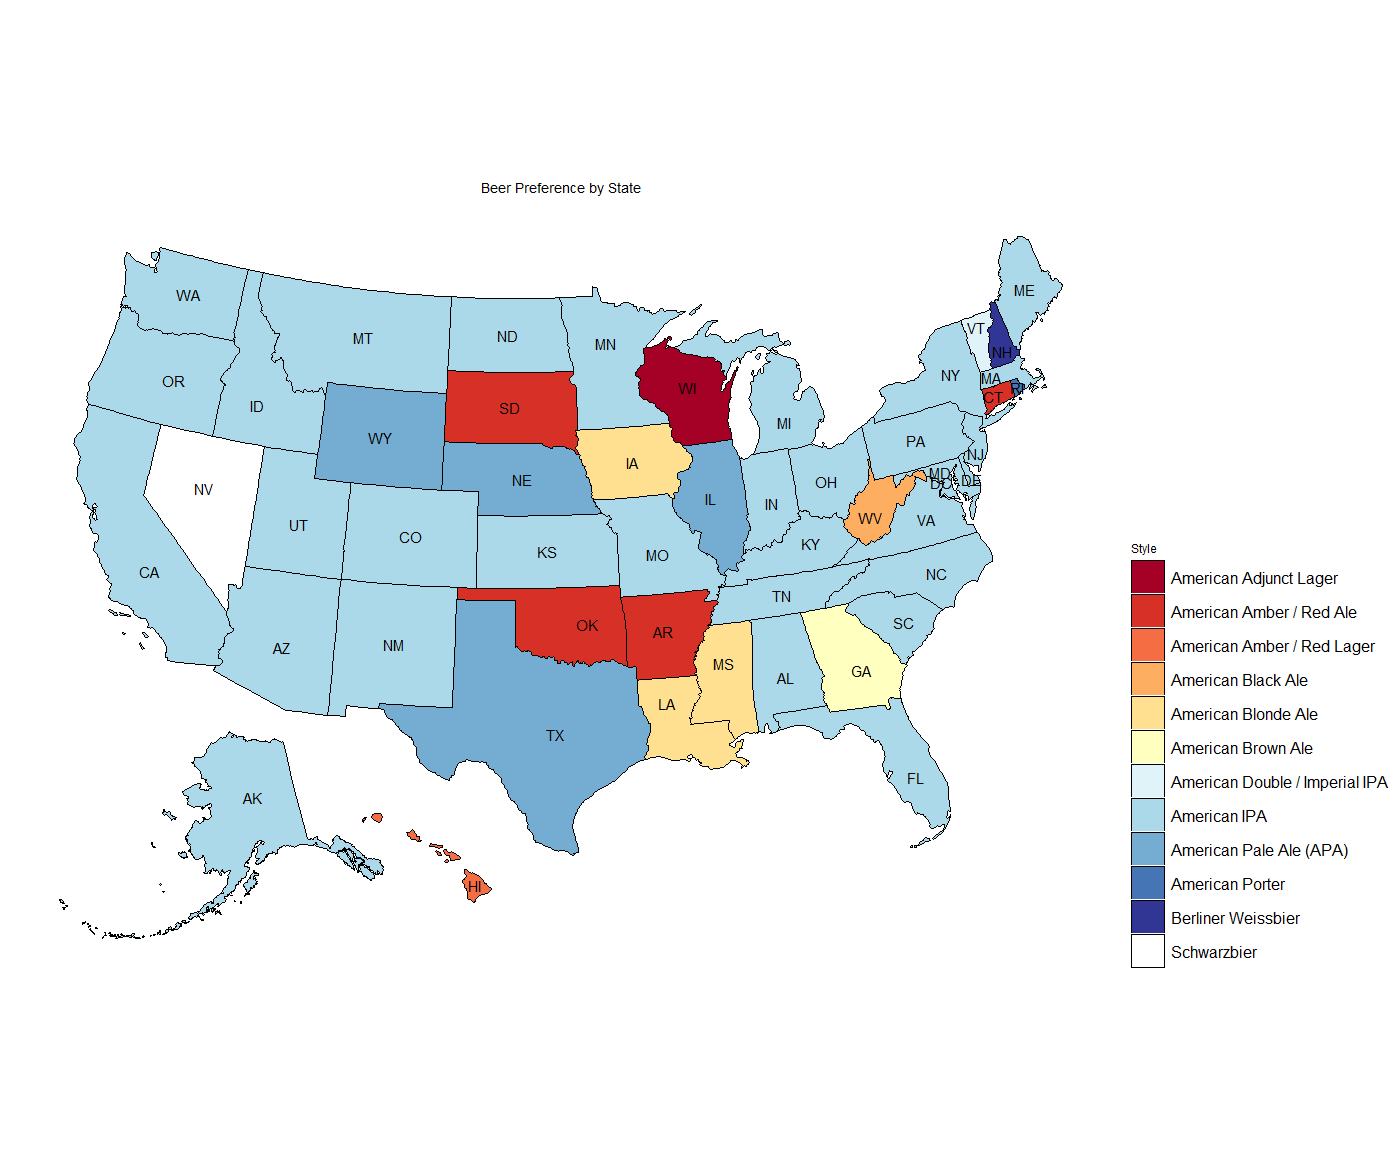 Beer Preference by State
WA
MT
ND
MN
ME
VT
NH
OR
ID
WY
SD
WI
MI
NY
MA
CT
RI
NV
UT
CO
NE
IA
IL
IN
OH
PA
NJ
MD
DC
DE
WV
VA
CA
KS
MO
KY
NC
TN
SC
AZ
NM
OK
AR
MS
AL
GA
LA
TX
FL
AK
HI
Style
American Adjunct Lager
American Amber / Red Ale
American Amber / Red Lager
American Black Ale
American Blonde Ale
American Brown Ale
American Double / Imperial IPA
American IPA
American Pale Ale (APA)
American Porter
Berliner Weissbier
Schwarzbier